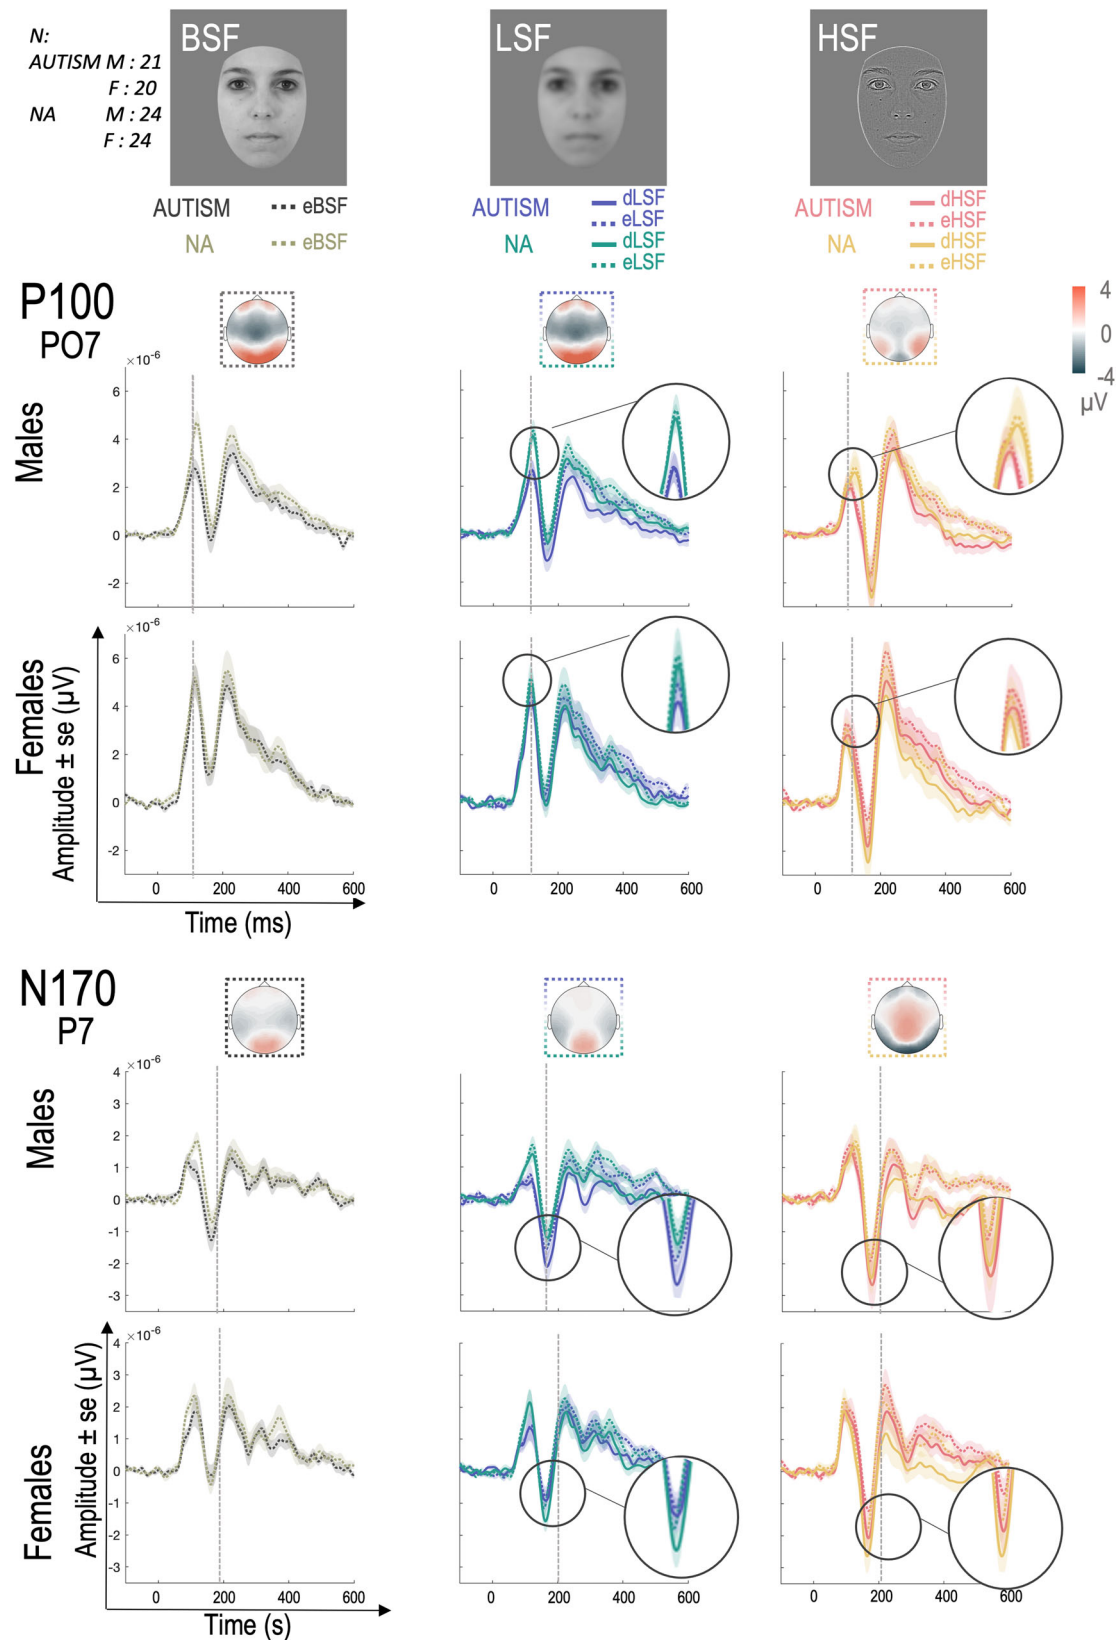 N:
AUTISM M : 21
F : 20
NA M : 24
F : 24
BSF
LSF
HSF
AUTISM eBSF
NA eBSF
AUTISM dLSF
eLSF
NA dLSF
eLSF
AUTISM dHSF
eHSF
NA dHSF
eHSF
P100
PO7
4
0
-4
µV
Males
×10⁻⁶
6
4
2
0
-2
Females
Amplitude ± se (µV)
×10⁻⁶
6
4
2
0
-2
0 200 400 600
0 200 400 600
0 200 400 600
Time (ms)
N170
P7
Males
×10⁻⁶
4
3
2
1
0
-1
-2
-3
Females
Amplitude ± se (µV)
×10⁻⁶
4
3
2
1
0
-1
-2
-3
0 200 400 600
0 200 400 600
0 200 400 600
Time (s)